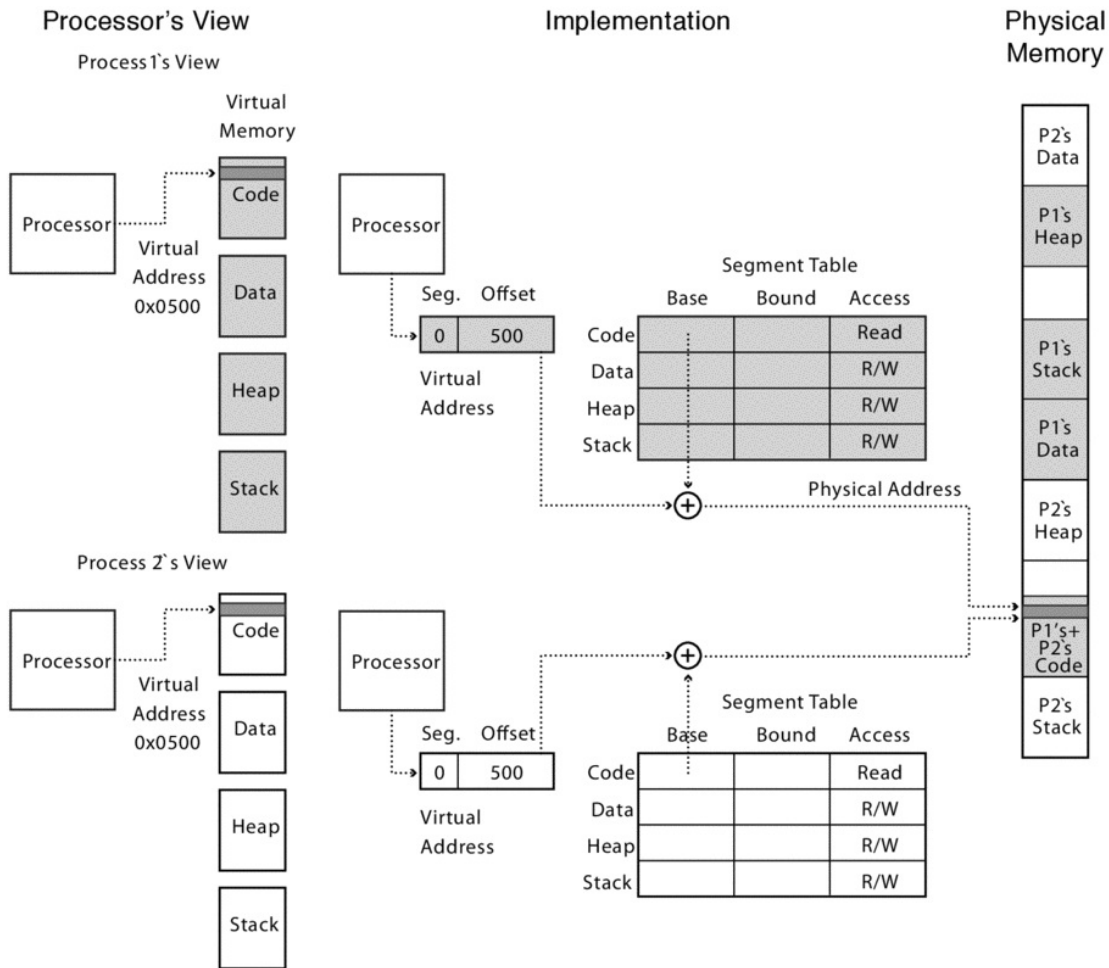 Processor's View
Implementation
Physical
Memory
Process1`s View
Virtual
Memory
Processor
Virtual
Address
0x0500
Code
Data
Heap
Stack
Processor
Seg. Offset
0 500
Virtual
Address
Segment Table
Base Bound Access
Code Read
Data R/W
Heap R/W
Stack R/W
Physical Address
P2`s
Data
P1`s
Heap
P1`s
Stack
P1`s
Data
P2`s
Heap
P1's+
P2`s
Code
P2`s
Stack
Process 2`s View
Processor
Virtual
Address
0x0500
Code
Data
Heap
Stack
Processor
Seg. Offset
0 500
Virtual
Address
Segment Table
Base Bound Access
Code Read
Data R/W
Heap R/W
Stack R/W